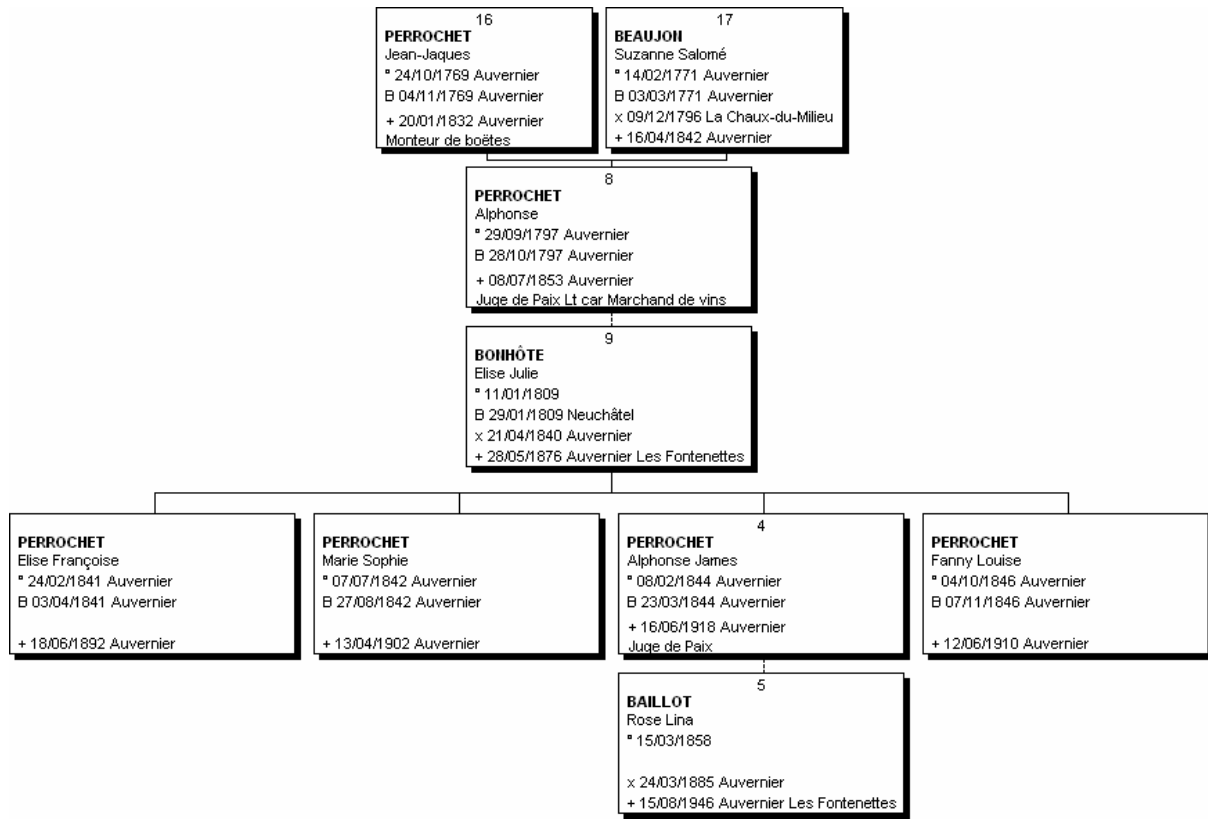 16
PERROCHET
Jean-Jaques
° 24/10/1769 Auvernier
B 04/11/1769 Auvernier
+ 20/01/1832 Auvernier
Monteur de boëtes
17
BEAUJON
Suzanne Salomé
° 14/02/1771 Auvernier
B 03/03/1771 Auvernier
x 09/12/1796 La Chaux-du-Milieu
+ 16/04/1842 Auvernier
8
PERROCHET
Alphonse
° 29/09/1797 Auvernier
B 28/10/1797 Auvernier
+ 08/07/1853 Auvernier
Juge de Paix Lt car Marchand de vins
9
BONHÔTE
Elise Julie
° 11/01/1809
B 29/01/1809 Neuchâtel
x 21/04/1840 Auvernier
+ 28/05/1876 Auvernier Les Fontenettes
PERROCHET
Elise Françoise
° 24/02/1841 Auvernier
B 03/04/1841 Auvernier
+ 18/06/1892 Auvernier
PERROCHET
Marie Sophie
° 07/07/1842 Auvernier
B 27/08/1842 Auvernier
+ 13/04/1902 Auvernier
4
PERROCHET
Alphonse James
° 08/02/1844 Auvernier
B 23/03/1844 Auvernier
+ 16/06/1918 Auvernier
Juge de Paix
PERROCHET
Fanny Louise
° 04/10/1846 Auvernier
B 07/11/1846 Auvernier
+ 12/06/1910 Auvernier
5
BAILLOT
Rose Lina
° 15/03/1858
x 24/03/1885 Auvernier
+ 15/08/1946 Auvernier Les Fontenettes